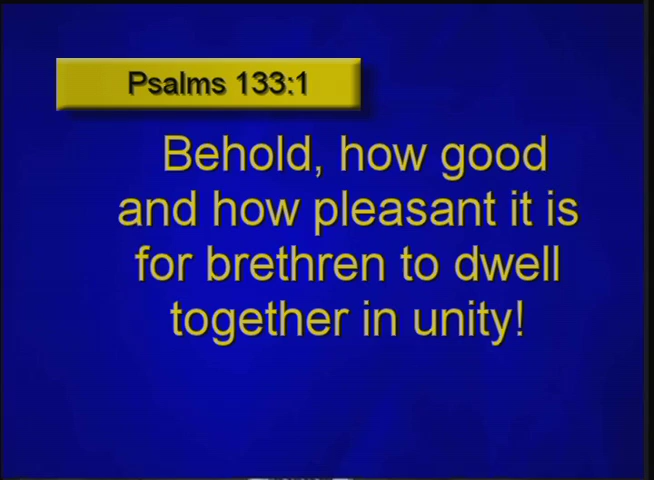 Psalms 133:1
Behold, how good
and how pleasant it is
for brethren to dwell
together in unity!